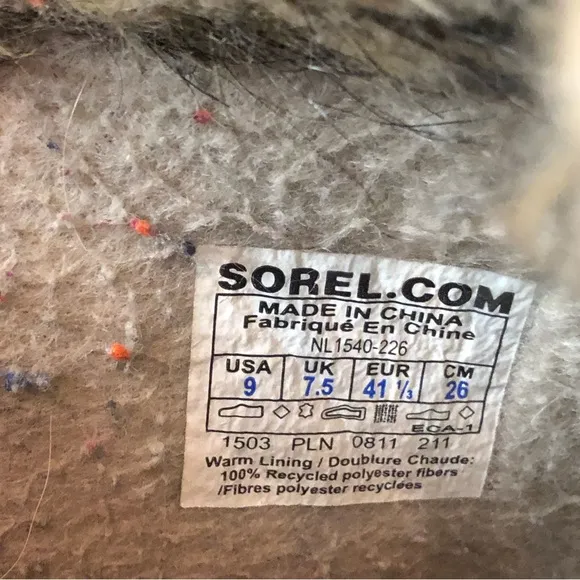 SOREL.COM
MADE IN CHINA
Fabriqué En Chine
NL1540-226
USA UK EUR CM
9 7.5 41 1/3 26
ECA-1
1503 PLN 0811 211
Warm Lining / Doublure Chaude:
100% Recycled polyester fibers
/Fibres polyester recyclées